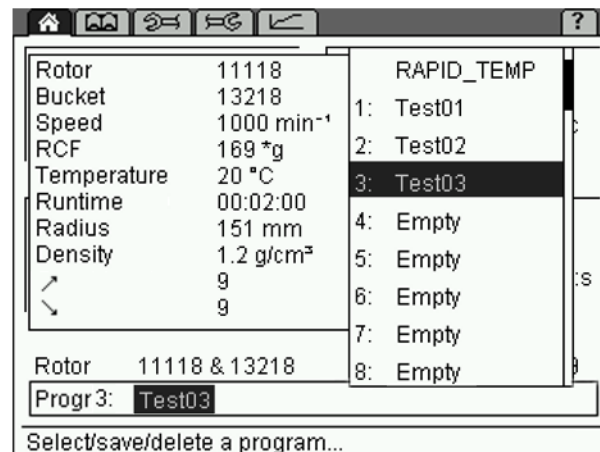 ?
Rotor 11118
Bucket 13218
Speed 1000 min⁻¹
RCF 169 *g
Temperature 20 °C
Runtime 00:02:00
Radius 151 mm
Density 1.2 g/cm³
↗ 9
↘ 9
RAPID_TEMP
1: Test01
2: Test02
3: Test03
4: Empty
5: Empty
6: Empty
7: Empty
8: Empty
:s
Rotor 11118 & 13218
Progr 3: Test03
Select/save/delete a program...